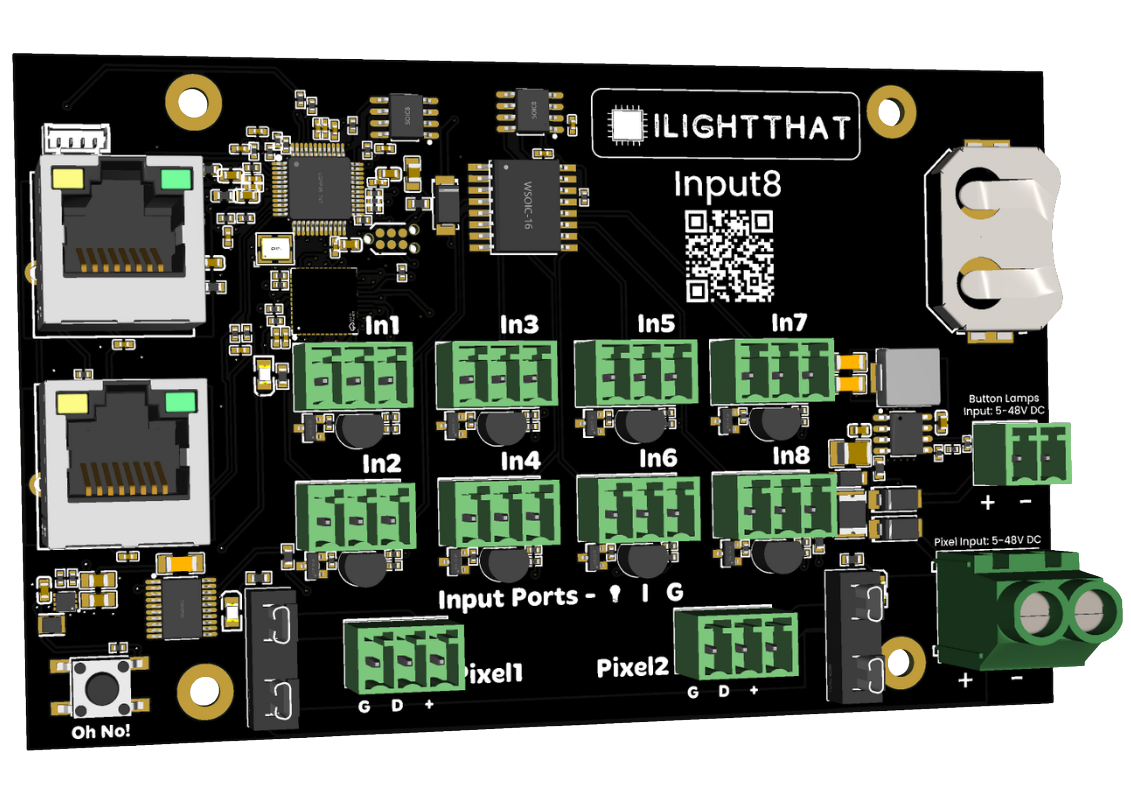 SOIC8
SOIC8
ILIGHTTHAT
Input8
WSOIC-16
In1
In3
In5
In7
Button Lamps
Input: 5-48V DC
In2
In4
In6
In8
+ -
Pixel Input: 5-48V DC
Input Ports - I G
Pixel2
ixel1
G D +
G D +
+ -
Oh No!